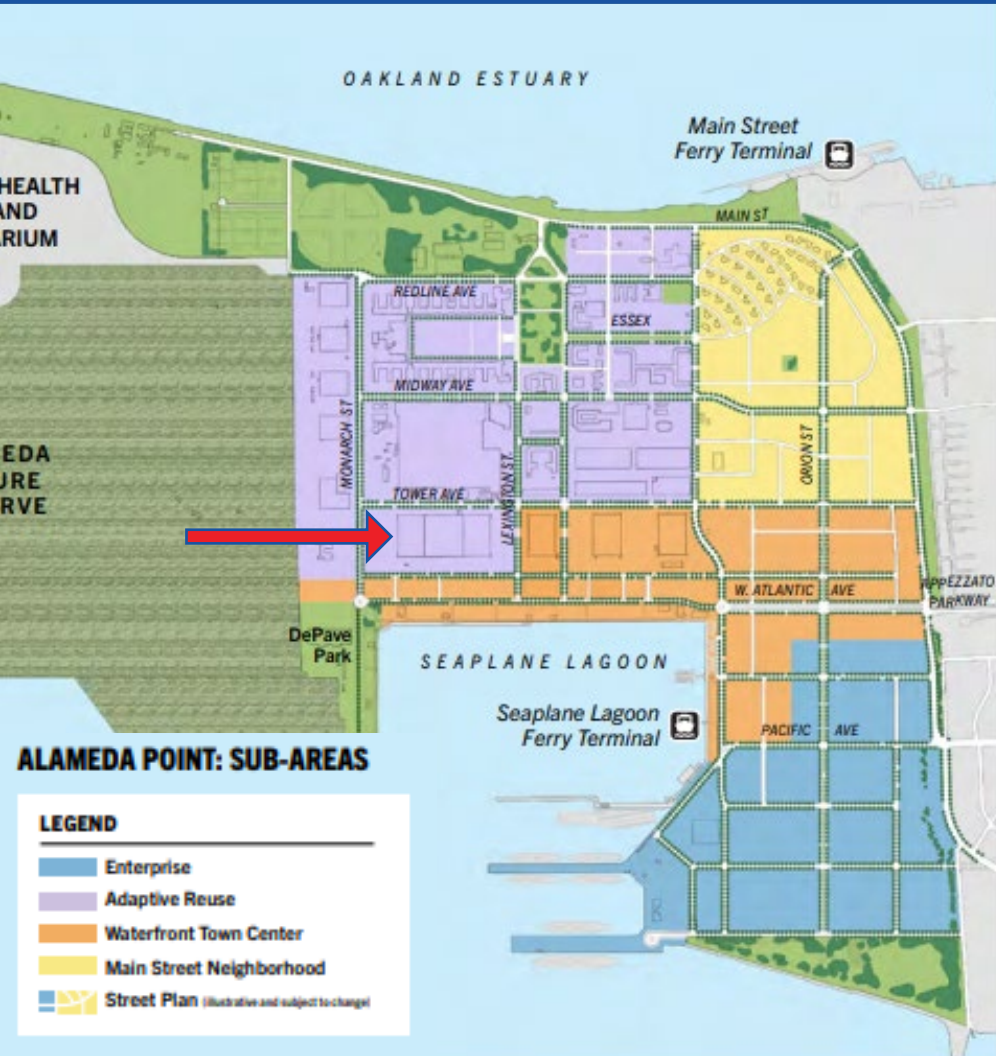 OAKLAND ESTUARY
Main Street
Ferry Terminal
HEALTH
AND
ARIUM
MAIN ST
REDLINE AVE
ESSEX
MIDWAY AVE
MONARCH ST
EDA
URE
RVE
ORION ST
TOWER AVE
LEXINGTON ST.
W. ATLANTIC AVE
APPEZZATO
PARKWAY
DePave
Park
SEAPLANE LAGOON
Seaplane Lagoon
Ferry Terminal
PACIFIC AVE
ALAMEDA POINT: SUB-AREAS
LEGEND
Enterprise
Adaptive Reuse
Waterfront Town Center
Main Street Neighborhood
Street Plan (illustrative and subject to change)